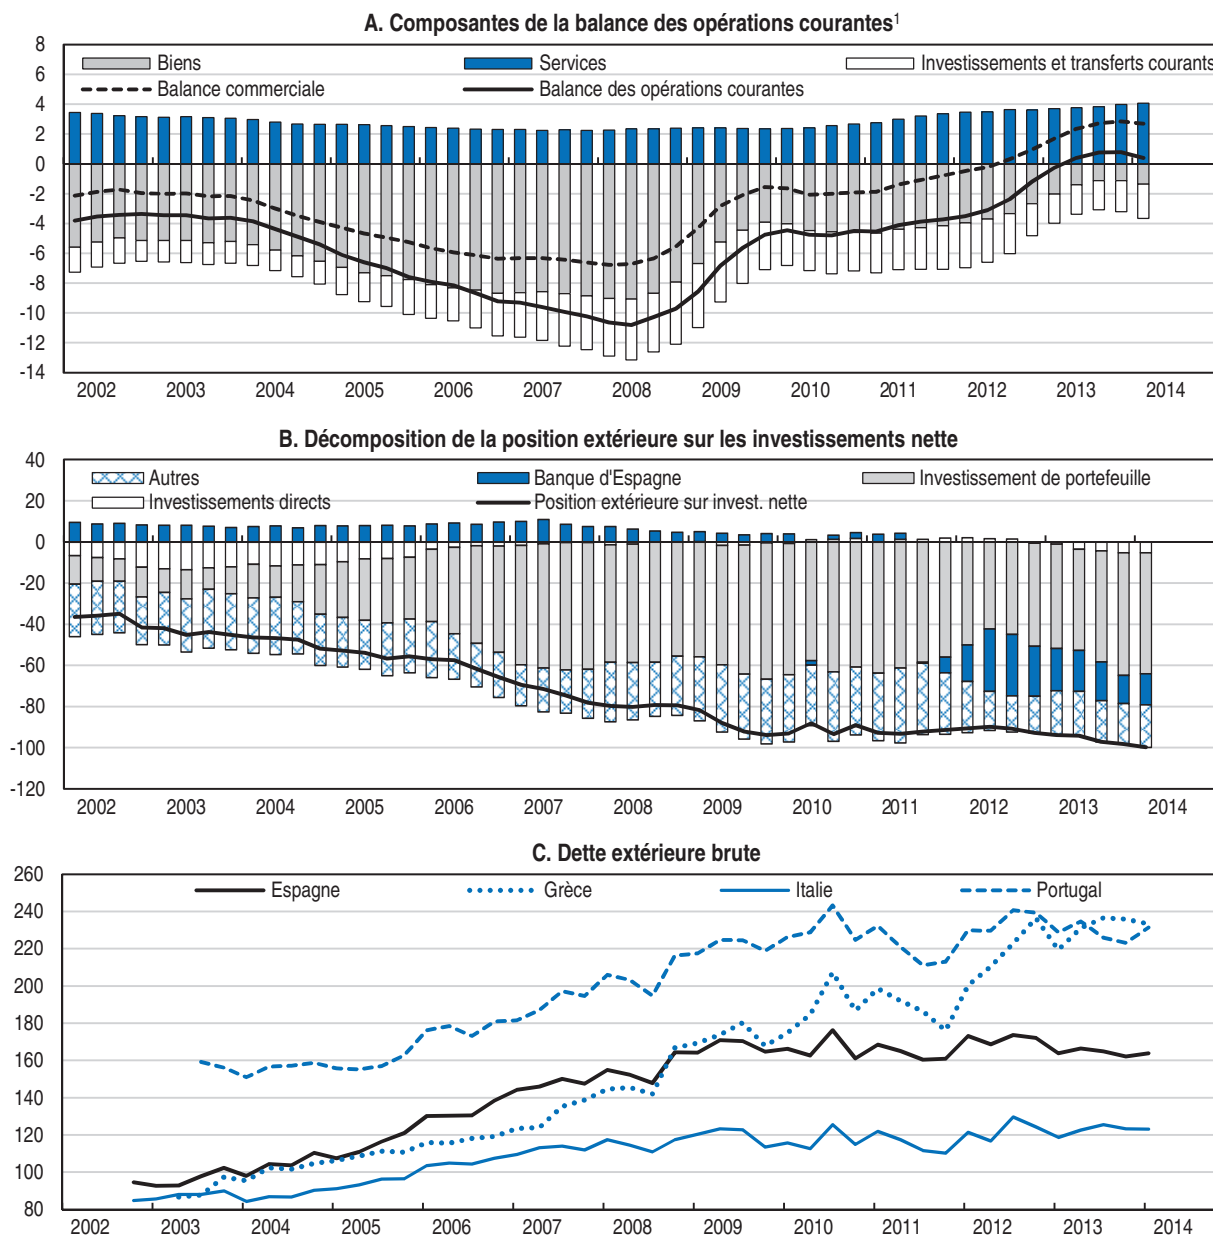 A. Composantes de la balance des opérations courantes¹
8
6
4
2
0
-2
-4
-6
-8
-10
-12
-14
Biens
Services
Investissements et transferts courants
Balance commerciale
Balance des opérations courantes
2002 2003 2004 2005 2006 2007 2008 2009 2010 2011 2012 2013 2014
B. Décomposition de la position extérieure sur les investissements nette
40
20
0
-20
-40
-60
-80
-100
-120
Autres
Banque d'Espagne
Investissement de portefeuille
Investissements directs
Position extérieure sur invest. nette
2002 2003 2004 2005 2006 2007 2008 2009 2010 2011 2012 2013 2014
C. Dette extérieure brute
260
240
220
200
180
160
140
120
100
80
Espagne
Grèce
Italie
Portugal
2002 2003 2004 2005 2006 2007 2008 2009 2010 2011 2012 2013 2014